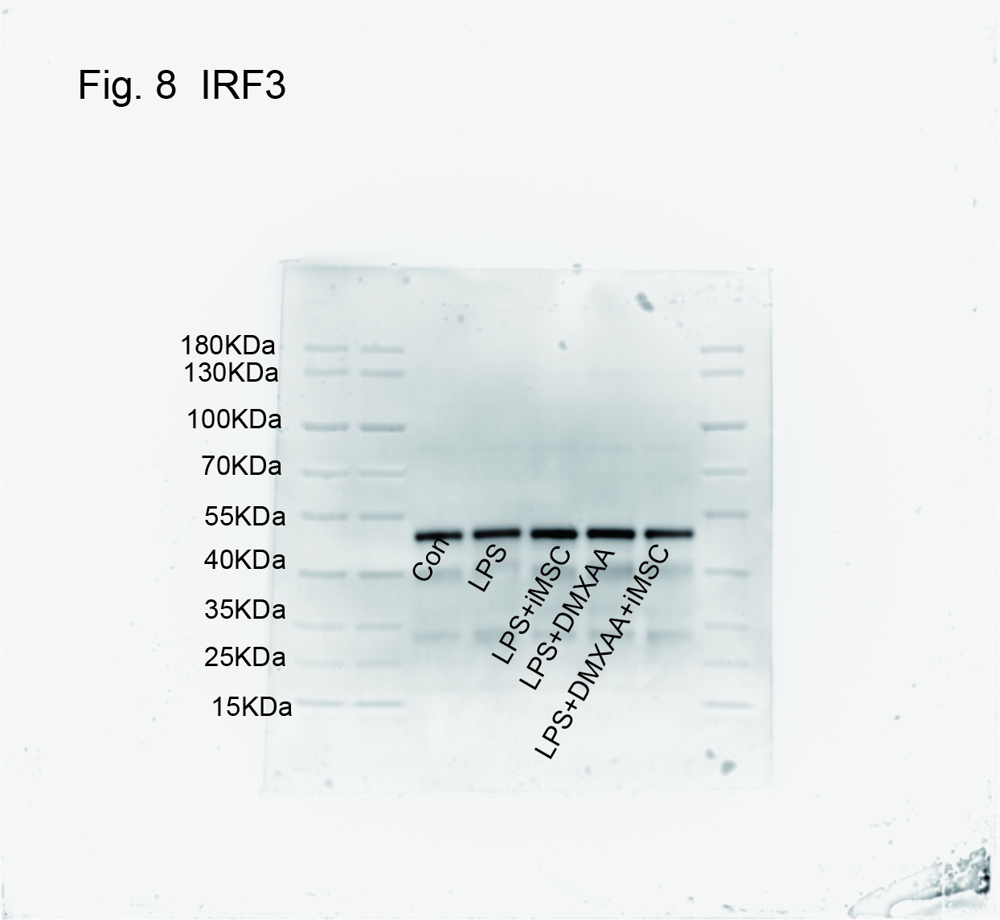 Fig. 8 IRF3
180KDa
130KDa
100KDa
70KDa
55KDa
40KDa
35KDa
25KDa
15KDa
Con
LPS
LPS+iMSC
LPS+DMXAA
LPS+DMXAA+iMSC